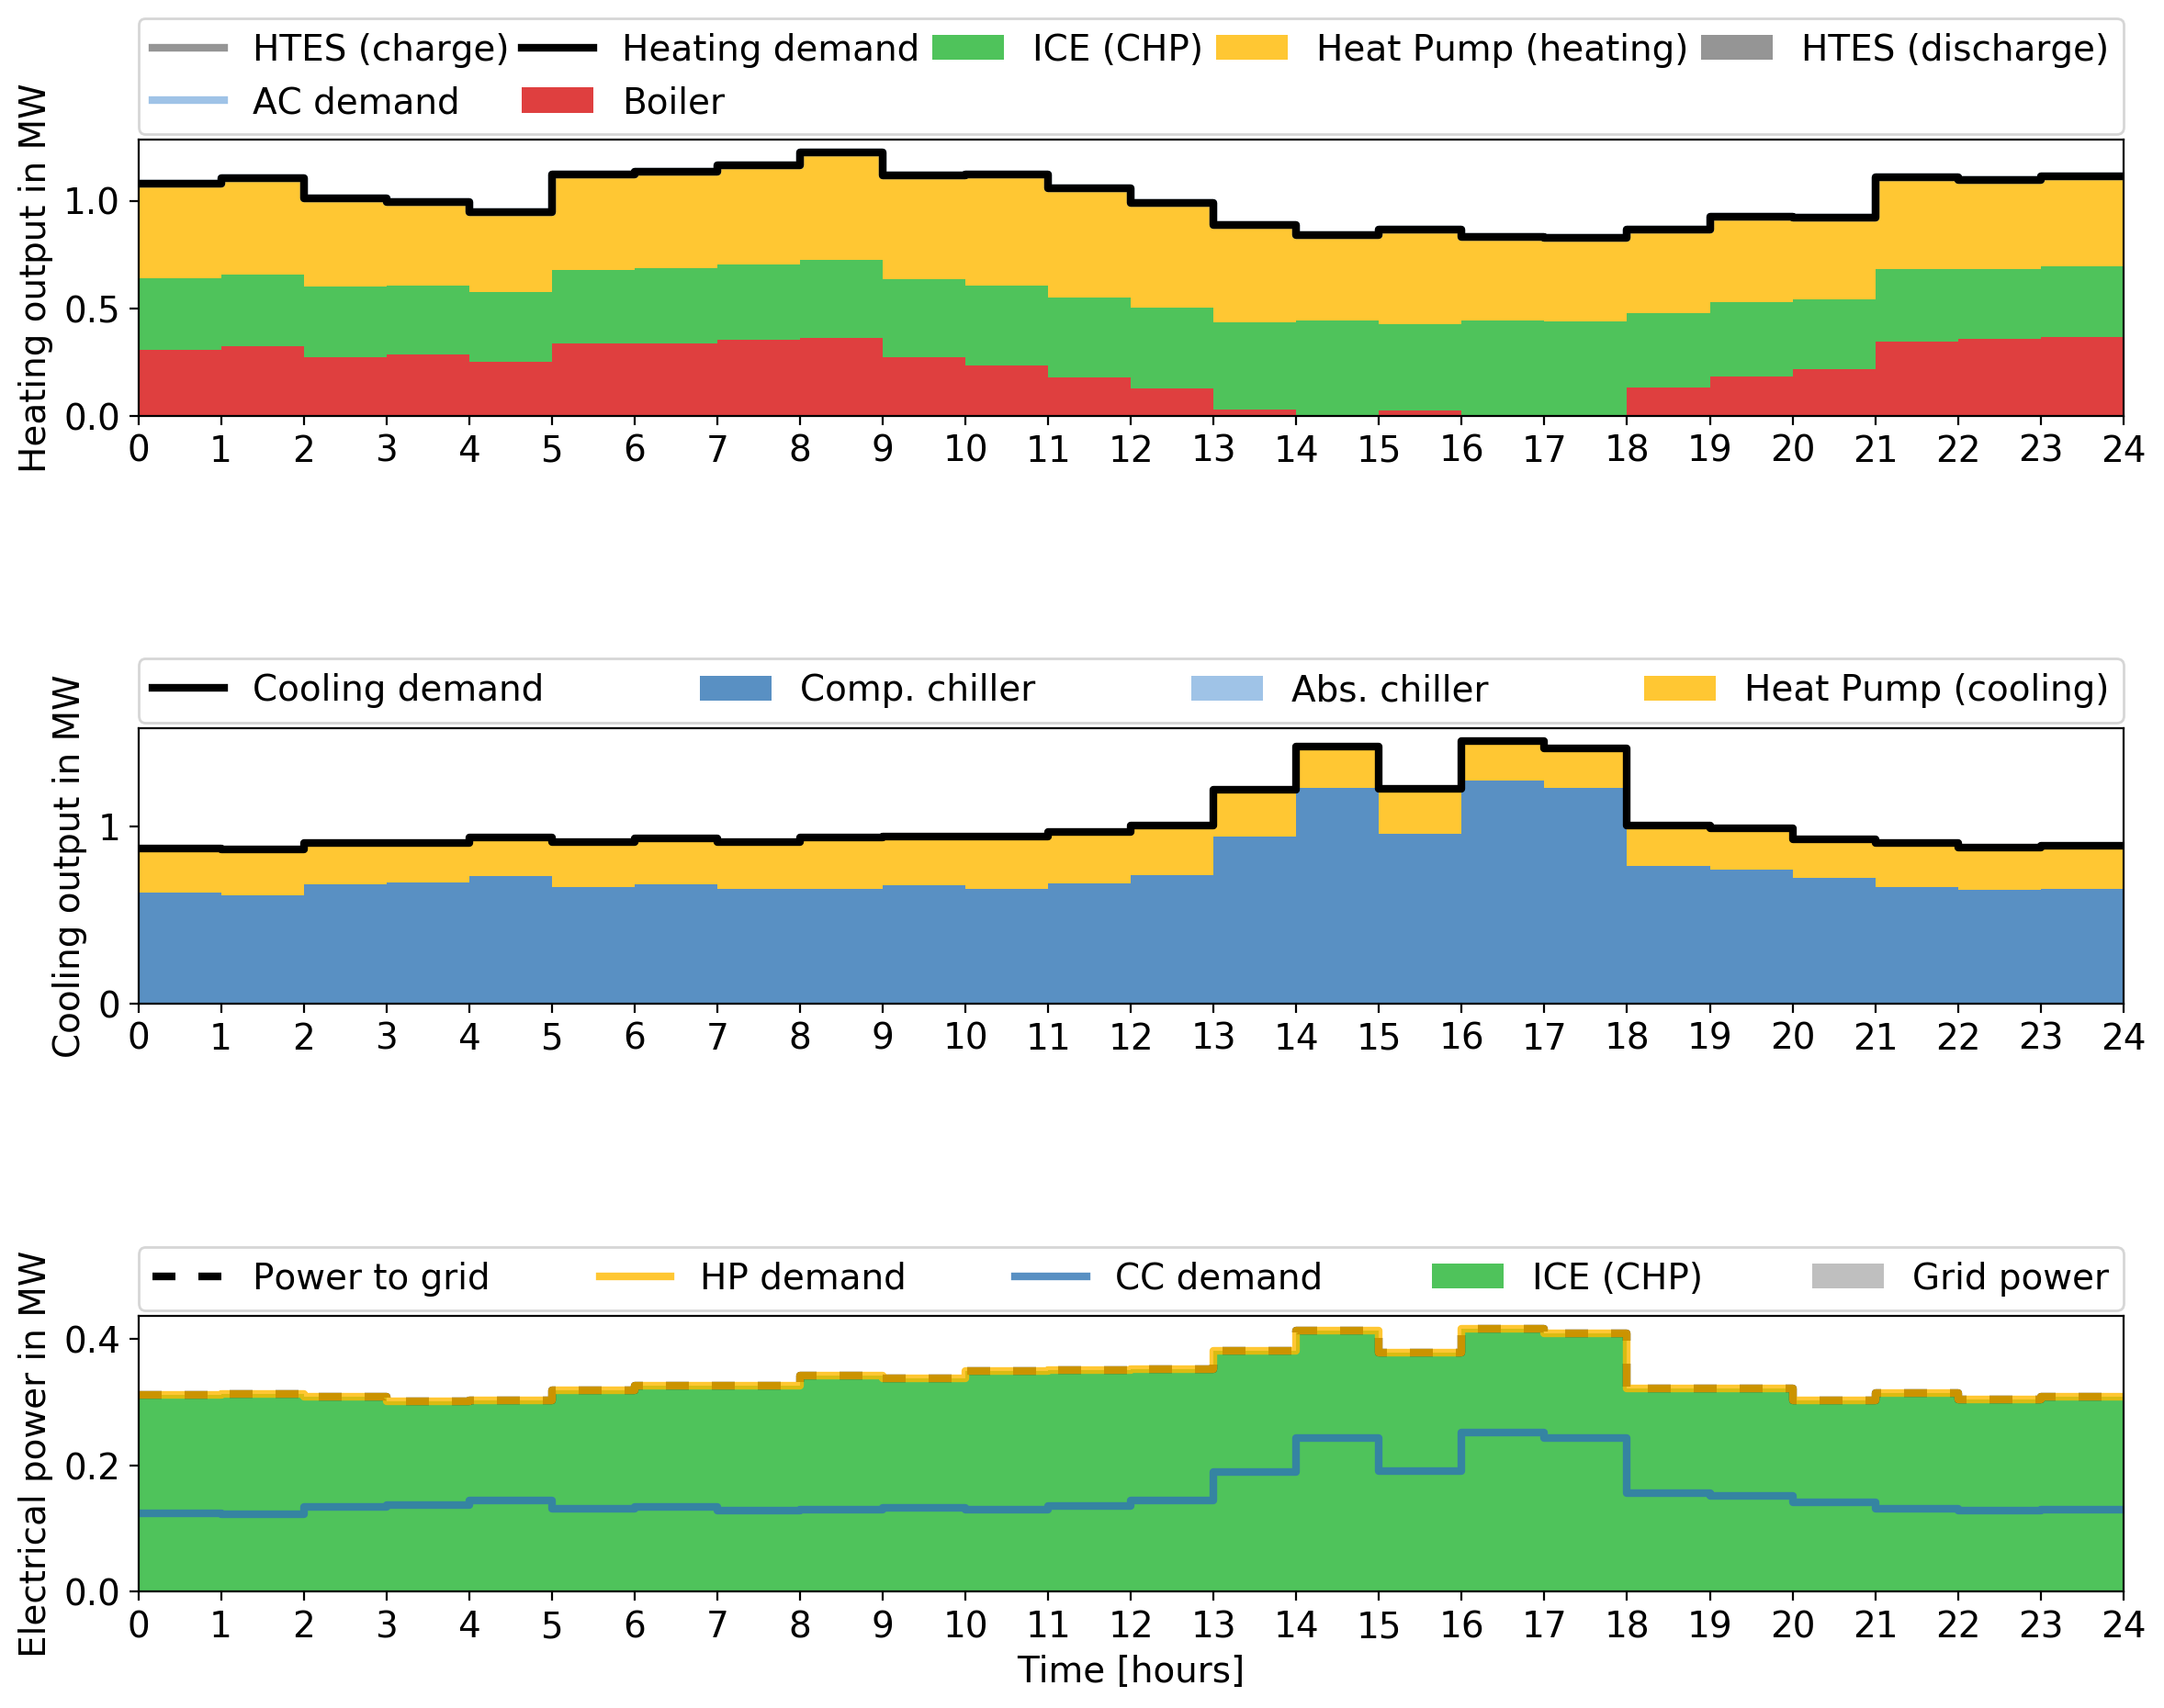 HTES (charge) Heating demand ICE (CHP) Heat Pump (heating) HTES (discharge)
AC demand Boiler
Heating output in MW
1.0
0.5
0.0
0 1 2 3 4 5 6 7 8 9 10 11 12 13 14 15 16 17 18 19 20 21 22 23 24
Cooling demand Comp. chiller Abs. chiller Heat Pump (cooling)
Cooling output in MW
1
0
0 1 2 3 4 5 6 7 8 9 10 11 12 13 14 15 16 17 18 19 20 21 22 23 24
Power to grid HP demand CC demand ICE (CHP) Grid power
Electrical power in MW
0.4
0.2
0.0
0 1 2 3 4 5 6 7 8 9 10 11 12 13 14 15 16 17 18 19 20 21 22 23 24
Time [hours]